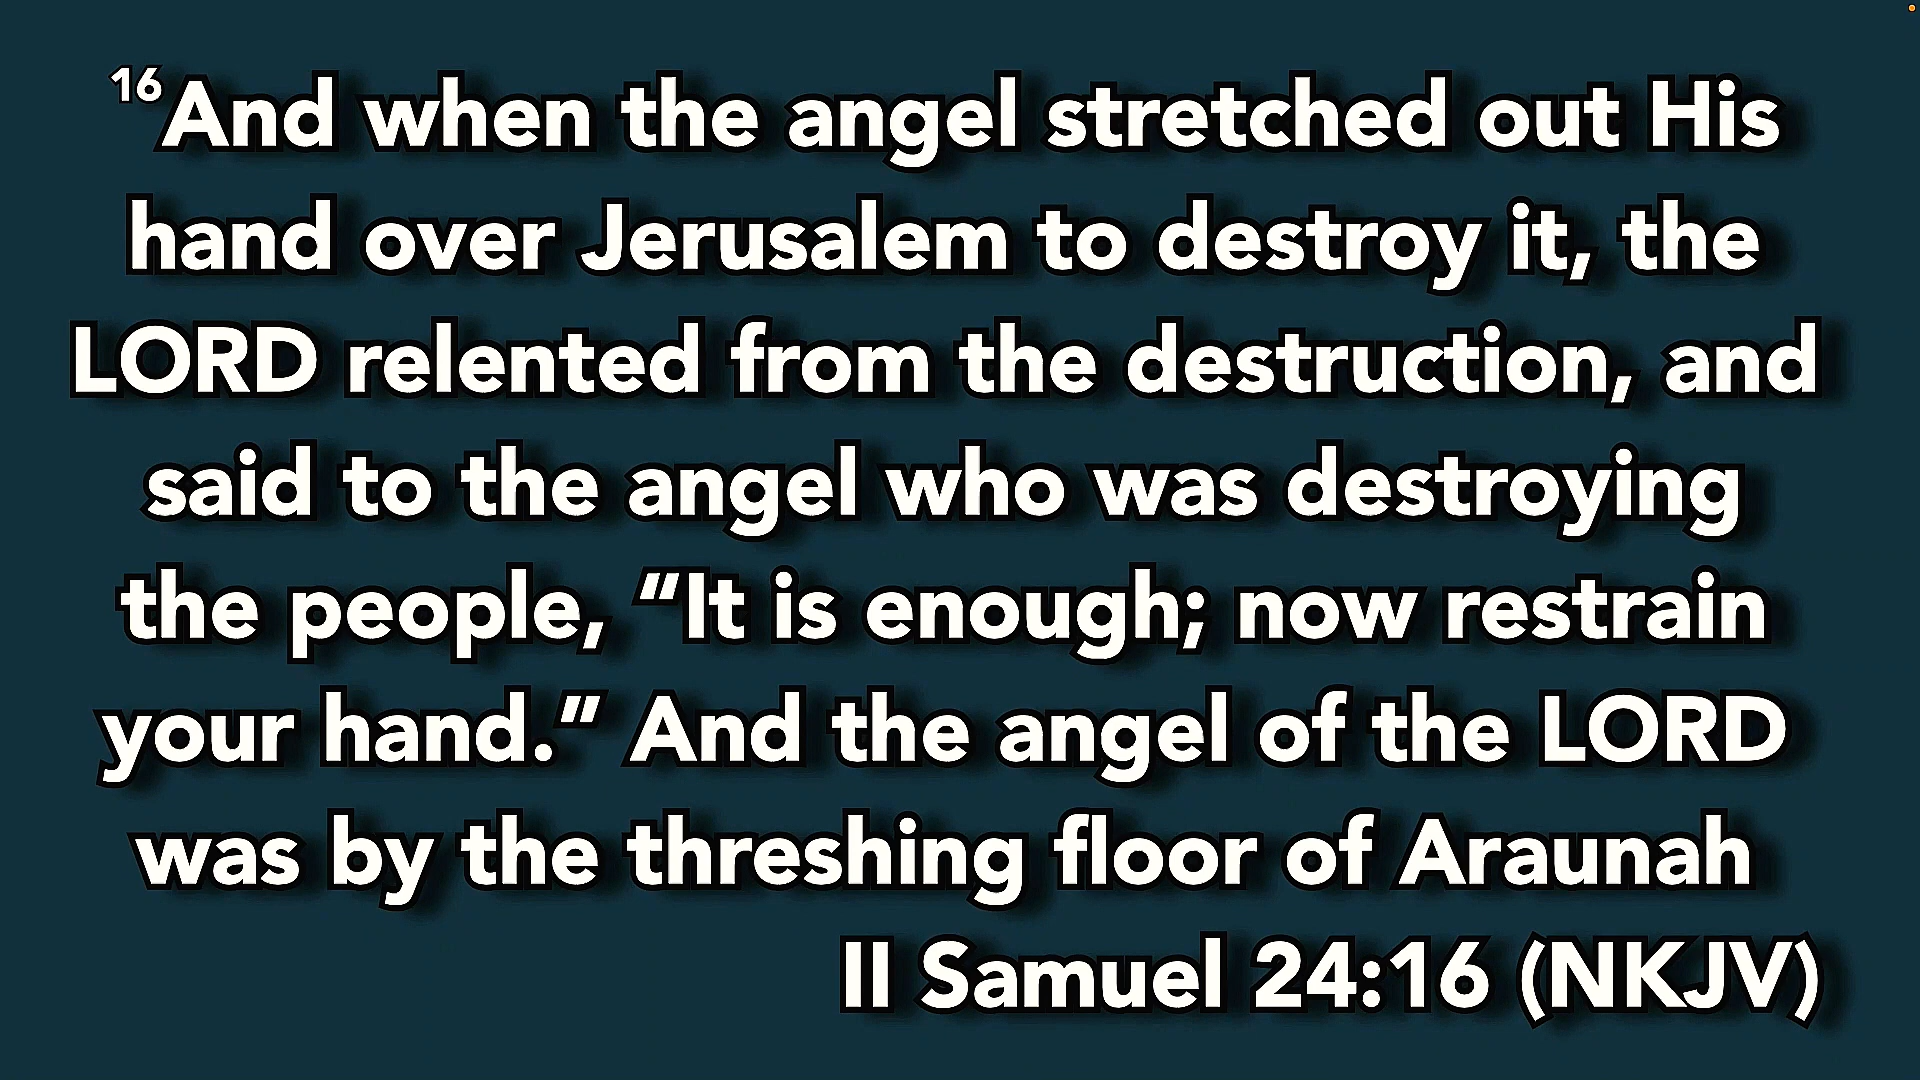 16And when the angel stretched out His
hand over Jerusalem to destroy it, the
LORD relented from the destruction, and
said to the angel who was destroying
the people, “It is enough; now restrain
your hand.” And the angel of the LORD
was by the threshing floor of Araunah
II Samuel 24:16 (NKJV)